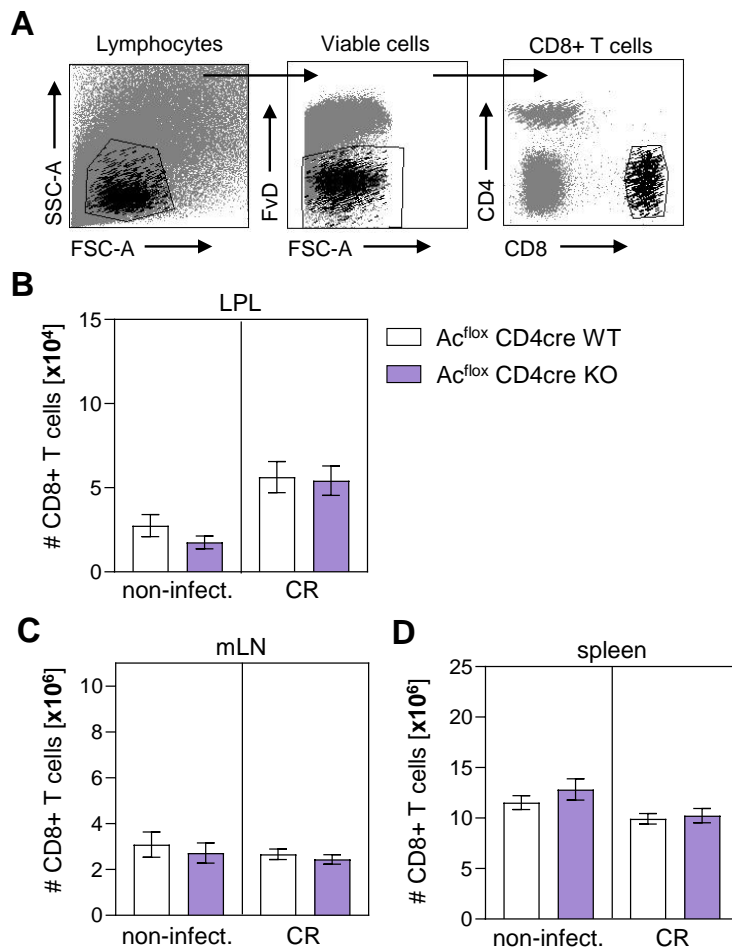 A
Lymphocytes
Viable cells
CD8+ T cells
SSC-A
FSC-A
FvD
FSC-A
CD4
CD8
B
LPL
# CD8+ T cells [x10⁴]
15
10
5
0
non-infect.
CR
Acflox CD4cre WT
Acflox CD4cre KO
C
mLN
# CD8+ T cells [x10⁶]
10
8
6
4
2
0
non-infect.
CR
D
spleen
# CD8+ T cells [x10⁶]
25
20
15
10
5
0
non-infect.
CR